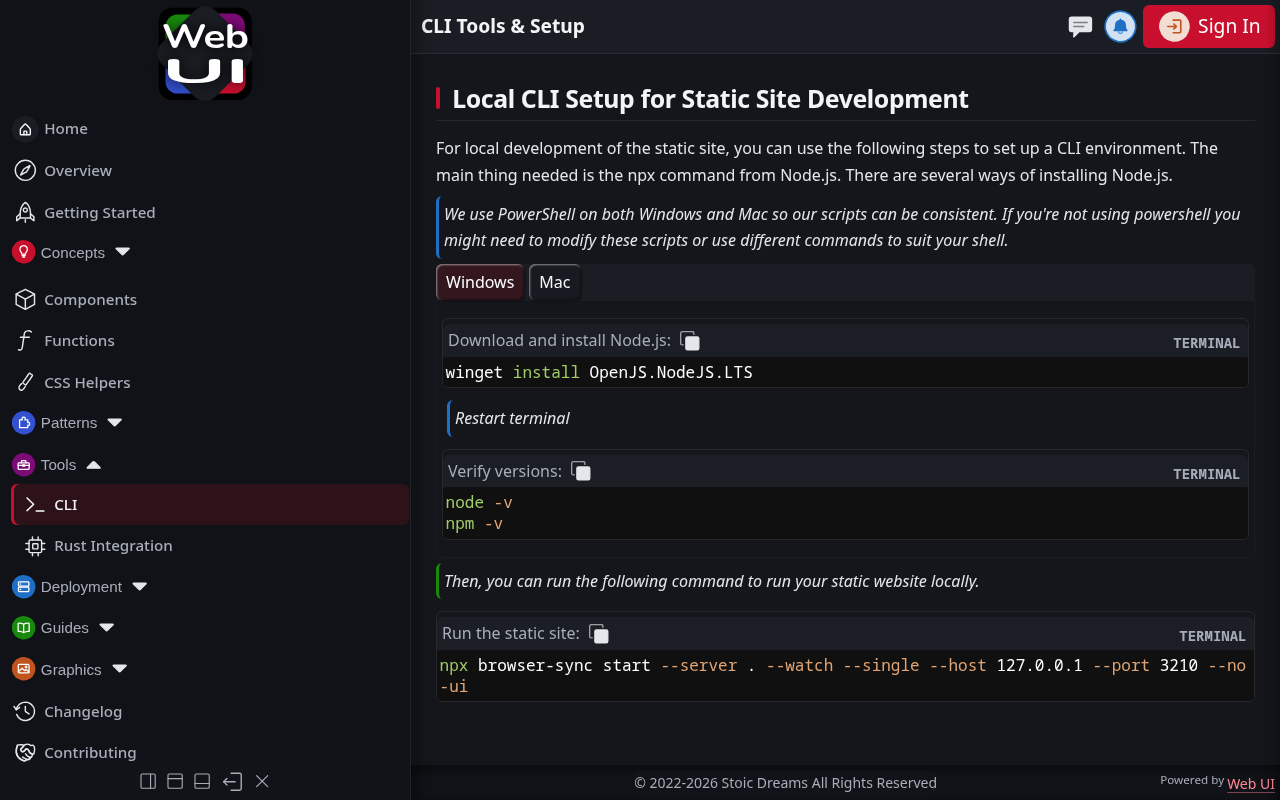 Web
UI
Home
Overview
Getting Started
Concepts
Components
Functions
CSS Helpers
Patterns
Tools
CLI
Rust Integration
Deployment
Guides
Graphics
Changelog
Contributing
CLI Tools & Setup
Sign In
Local CLI Setup for Static Site Development
For local development of the static site, you can use the following steps to set up a CLI environment. The
main thing needed is the npx command from Node.js. There are several ways of installing Node.js.
We use PowerShell on both Windows and Mac so our scripts can be consistent. If you're not using powershell you
might need to modify these scripts or use different commands to suit your shell.
Windows Mac
Download and install Node.js: TERMINAL
winget install OpenJS.NodeJS.LTS
Restart terminal
Verify versions: TERMINAL
node -v
npm -v
Then, you can run the following command to run your static website locally.
Run the static site: TERMINAL
npx browser-sync start --server . --watch --single --host 127.0.0.1 --port 3210 --no
-ui
© 2022-2026 Stoic Dreams All Rights Reserved
Powered by Web UI